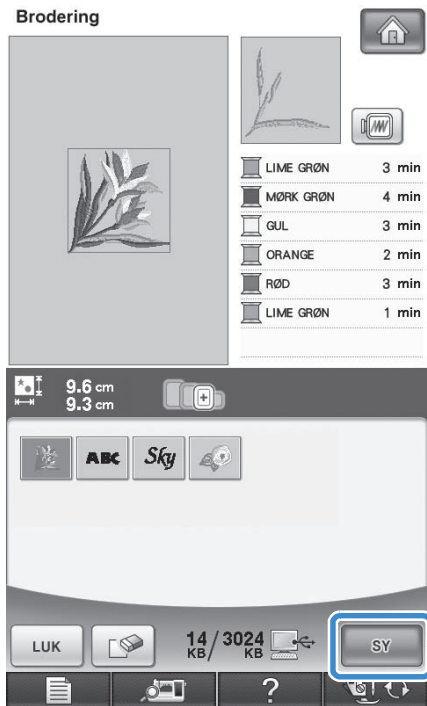 Brodering
LIME GRØN 3 min
MØRK GRØN 4 min
GUL 3 min
ORANGE 2 min
RØD 3 min
LIME GRØN 1 min
9.6 cm
9.3 cm
ABC Sky
LUK 14 KB / 3024 KB SY
?